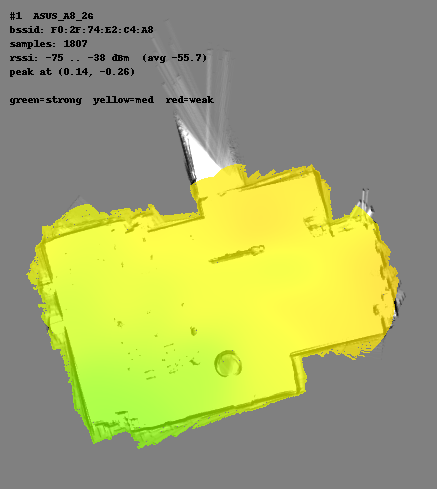 #1 ASUS_A8_2G
bssid: F0:2F:74:E2:C4:A8
samples: 1807
rssi: -75 .. -38 dBm (avg -55.7)
peak at (0.14, -0.26)
green=strong yellow=med red=weak